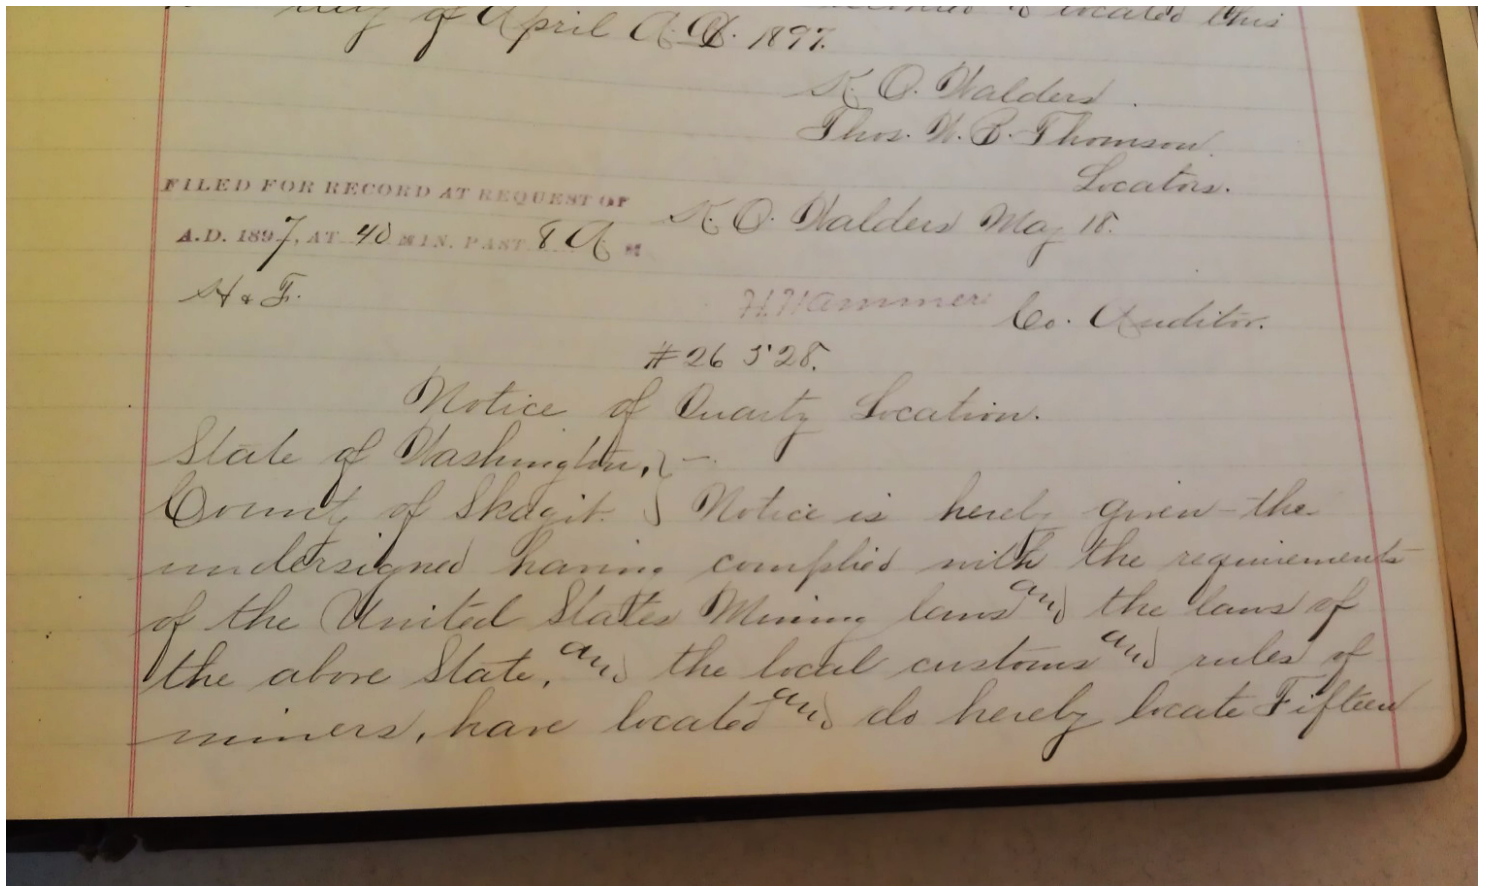 day of April A.D. 1897.
K. O. Walders.
Thos. W. B. Thomson.
Locators.
FILED FOR RECORD AT REQUEST OF K. O. Walders May 18.
A.D. 1897, AT 40 MIN. PAST 8 A M
H & F.
H. Hammer Co. Auditor.
#26528.
Notice of Quartz Location.
State of Washington, } —
County of Skagit. } Notice is hereby given the
undersigned having complied with the requirements
of the United States Mining laws and the laws of
the above State, and the local customs and rules of
miners, have located and do hereby locate Fifteen